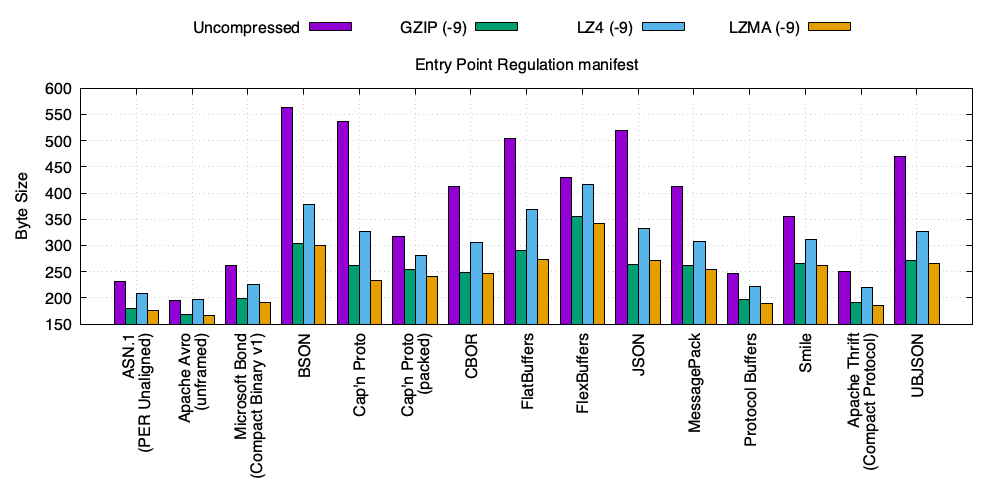 Uncompressed GZIP (-9) LZ4 (-9) LZMA (-9)
Entry Point Regulation manifest
Byte Size
600
550
500
450
400
350
300
250
200
150
ASN.1
(PER Unaligned)
Apache Avro
(unframed)
Microsoft Bond
(Compact Binary v1)
BSON
Cap'n Proto
Cap'n Proto
(packed)
CBOR
FlatBuffers
FlexBuffers
JSON
MessagePack
Protocol Buffers
Smile
Apache Thrift
(Compact Protocol)
UBJSON